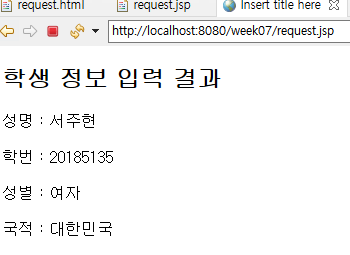 request.html request.jsp Insert title here
http://localhost:8080/week07/request.jsp
학생 정보 입력 결과
성명 : 서주현
학번 : 20185135
성별 : 여자
국적 : 대한민국